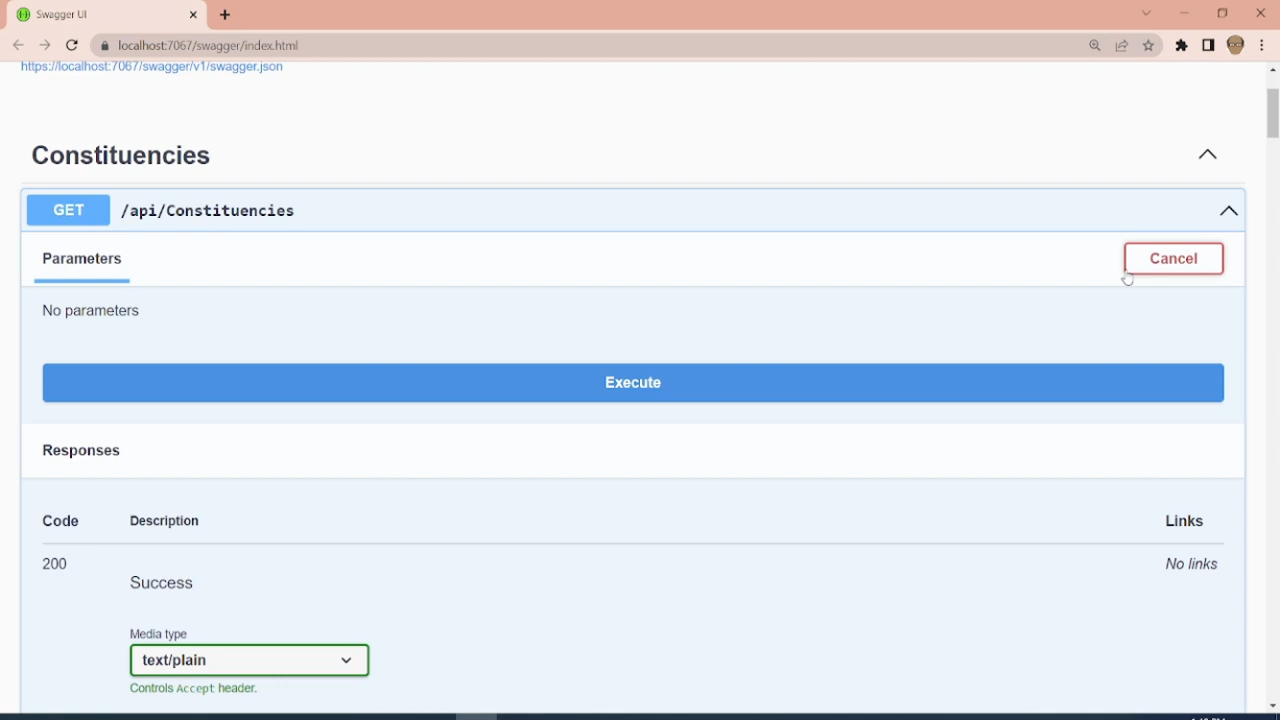 Swagger UI
localhost:7067/swagger/index.html
https://localhost:7067/swagger/v1/swagger.json
Constituencies
GET /api/Constituencies
Parameters Cancel
No parameters
Execute
Responses
Code Description Links
200 No links
Success
Media type
text/plain
Controls Accept header.